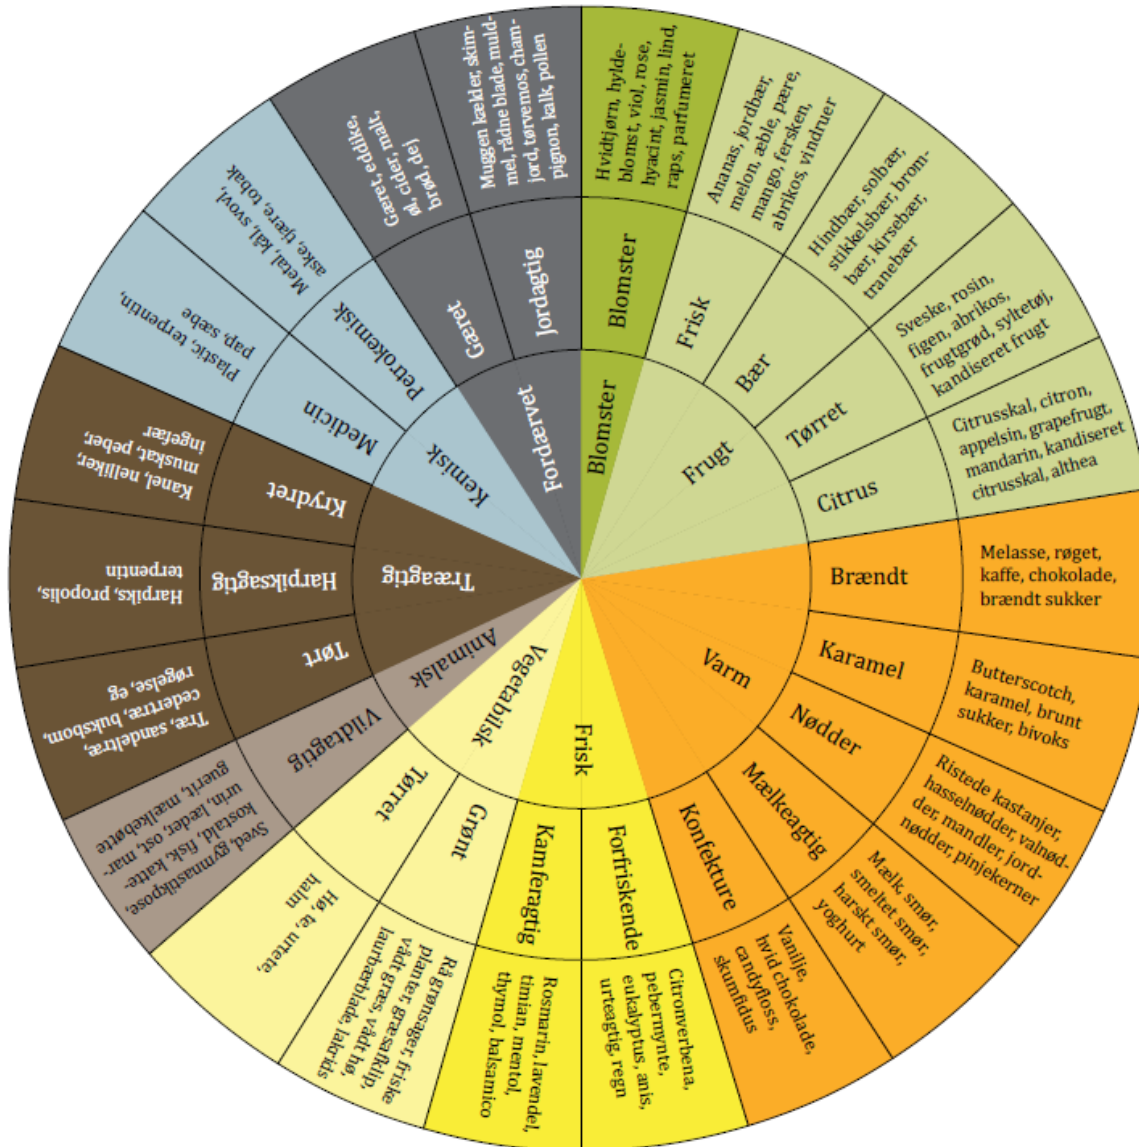 Blomster
Blomster
Hvidtjørn, hylde-
blomst, viol, rose,
hyacint, jasmin, lind,
raps, parfumeret
Frugt
Frisk
Ananas, jordbær,
melon, æble, pære,
mango, fersken,
abrikos, vindruer
Bær
Hindbær, solbær,
stikkelsbær, brom-
bær, kirsebær,
tranebær
Tørret
Sveske, rosin,
figen, abrikos,
frugtgrød, syltetøj,
kandiseret frugt
Citrus
Citrusskal, citron,
appelsin, grapefrugt,
mandarin, kandiseret
citrusskal, althea
Varm
Brændt
Melasse, røget,
kaffe, chokolade,
brændt sukker
Karamel
Butterscotch,
karamel, brunt
sukker, bivoks
Nødder
Ristede kastanjer,
hasselnødder, valnød-
der, mandler, jord-
nødder, pinjekerner
Mælkeagtig
Mælk, smør,
smeltet smør,
harskt smør,
yoghurt
Konfekture
Vanilje,
hvid chokolade,
candyfloss,
skumfidus
Frisk
Forfriskende
Citronverbena,
pebermynte,
eukalyptus, anis,
urteagtig, regn
Kamferagtig
Rosmarin, lavendel,
timian, mentol,
thymol, balsamico
Vegetabilsk
Grønt
Rå grønsager, friske
planter, græsafklip,
vådt græs, vådt hø,
laurbærblade, lakrids
Tørret
Hø, te, urtete,
halm
Animalsk
Vildtagtig
Sved, gymnastikpose,
kostald, fisk, katte-
urin, læder, ost, mar-
guerit, mælkebøtte
Træagtig
Tørt
Træ, sandeltræ,
cedertræ, buksbom,
røgelse, eg
Harpiksagtig
Harpiks, propolis,
terpentin
Krydret
Kanel, nelliker,
muskat, peber,
ingefær
Kemisk
Medicin
Plastic, terpentin,
pap, sæbe
Petrokemisk
Metal, kål, svovl,
aske, tjære, tobak
Fordærvet
Gæret
Gæret, eddike,
øl, cider, malt,
brød, dej
Jordagtig
Muggen kælder, skim-
mel, rådne blade, muld-
jord, tørvemos, cham-
pignon, kalk, pollen